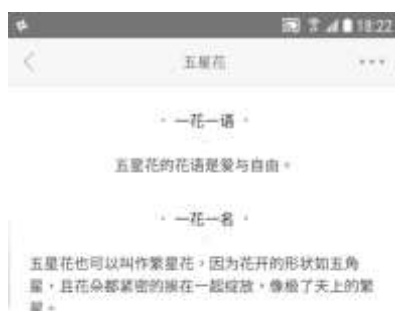 18:22
五星花
· 一花一语 ·
五星花的花语是爱与自由。
· 一花一名 ·
五星花也可以叫作繁星花，因为花开的形状如五角
星，且花朵都紧密的挨在一起绽放，像极了天上的繁
星。